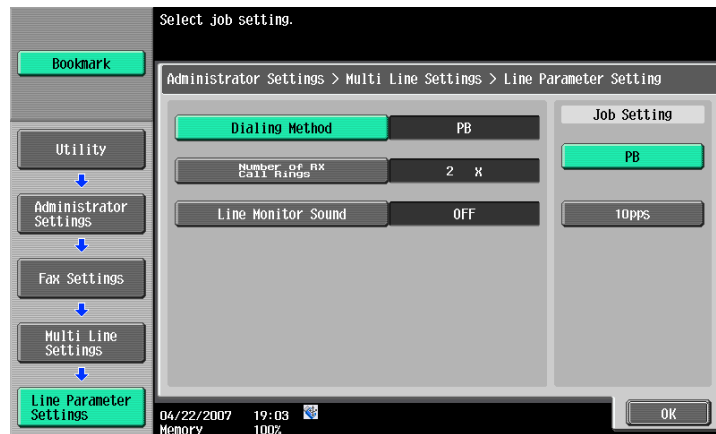 Select job setting.
Bookmark
Administrator Settings > Multi Line Settings > Line Parameter Setting
Utility
Administrator
Settings
Fax Settings
Multi Line
Settings
Line Parameter
Settings
Dialing Method
PB
Number of RX
Call Rings
2 X
Line Monitor Sound
OFF
Job Setting
PB
10pps
04/22/2007 19:03
Memory 100%
OK